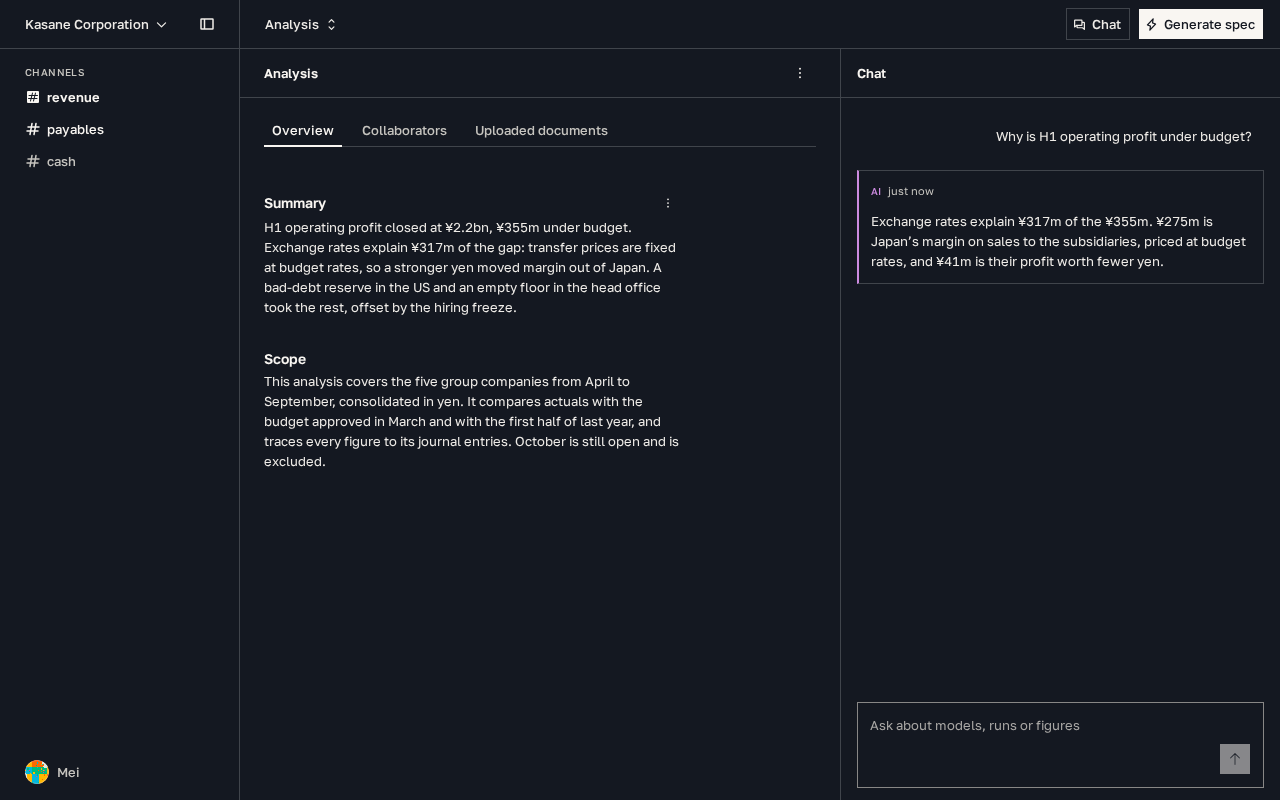 Kasane Corporation
Analysis
Chat
Generate spec
CHANNELS
revenue
payables
cash
Mei
Analysis
Overview
Collaborators
Uploaded documents
Summary
H1 operating profit closed at ¥2.2bn, ¥355m under budget.
Exchange rates explain ¥317m of the gap: transfer prices are fixed
at budget rates, so a stronger yen moved margin out of Japan. A
bad-debt reserve in the US and an empty floor in the head office
took the rest, offset by the hiring freeze.
Scope
This analysis covers the five group companies from April to
September, consolidated in yen. It compares actuals with the
budget approved in March and with the first half of last year, and
traces every figure to its journal entries. October is still open and is
excluded.
Chat
Why is H1 operating profit under budget?
AI just now
Exchange rates explain ¥317m of the ¥355m. ¥275m is
Japan’s margin on sales to the subsidiaries, priced at budget
rates, and ¥41m is their profit worth fewer yen.
Ask about models, runs or figures